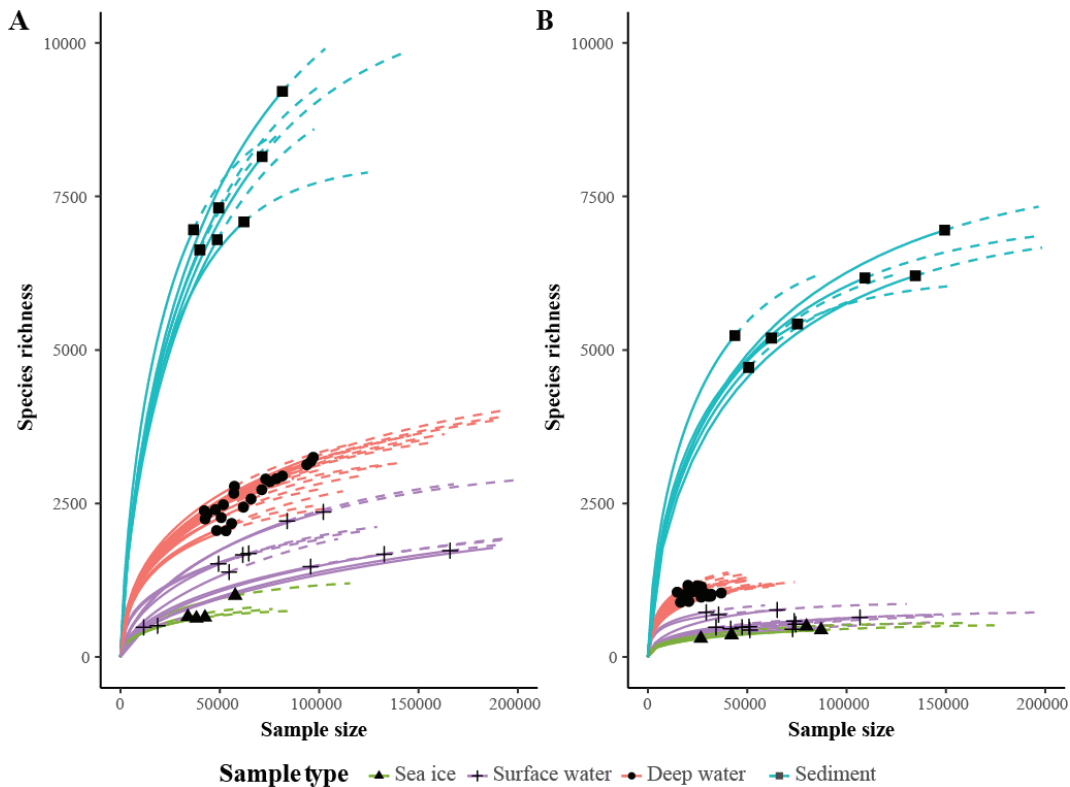 A
B
10000
7500
5000
2500
0
Species richness
0
50000
100000
150000
200000
Sample size
10000
7500
5000
2500
0
Species richness
0
50000
100000
150000
200000
Sample size
Sample type Sea ice Surface water Deep water Sediment